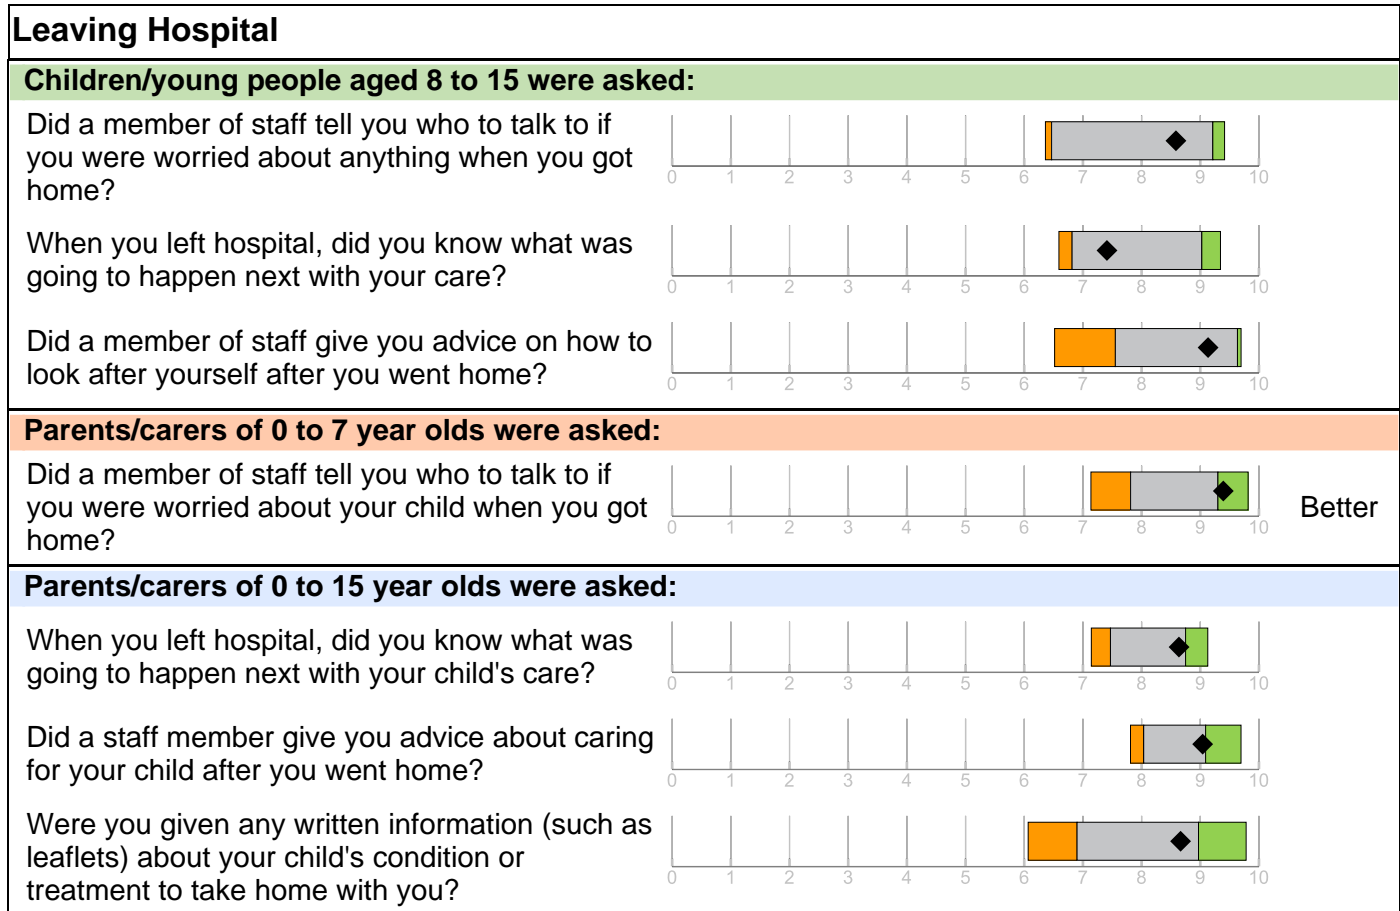 Leaving Hospital
Children/young people aged 8 to 15 were asked:
Did a member of staff tell you who to talk to if
you were worried about anything when you got
home?
0 1 2 3 4 5 6 7 8 9 10
When you left hospital, did you know what was
going to happen next with your care?
0 1 2 3 4 5 6 7 8 9 10
Did a member of staff give you advice on how to
look after yourself after you went home?
0 1 2 3 4 5 6 7 8 9 10
Parents/carers of 0 to 7 year olds were asked:
Did a member of staff tell you who to talk to if
you were worried about your child when you got
home?
0 1 2 3 4 5 6 7 8 9 10
Better
Parents/carers of 0 to 15 year olds were asked:
When you left hospital, did you know what was
going to happen next with your child's care?
0 1 2 3 4 5 6 7 8 9 10
Did a staff member give you advice about caring
for your child after you went home?
0 1 2 3 4 5 6 7 8 9 10
Were you given any written information (such as
leaflets) about your child's condition or
treatment to take home with you?
0 1 2 3 4 5 6 7 8 9 10